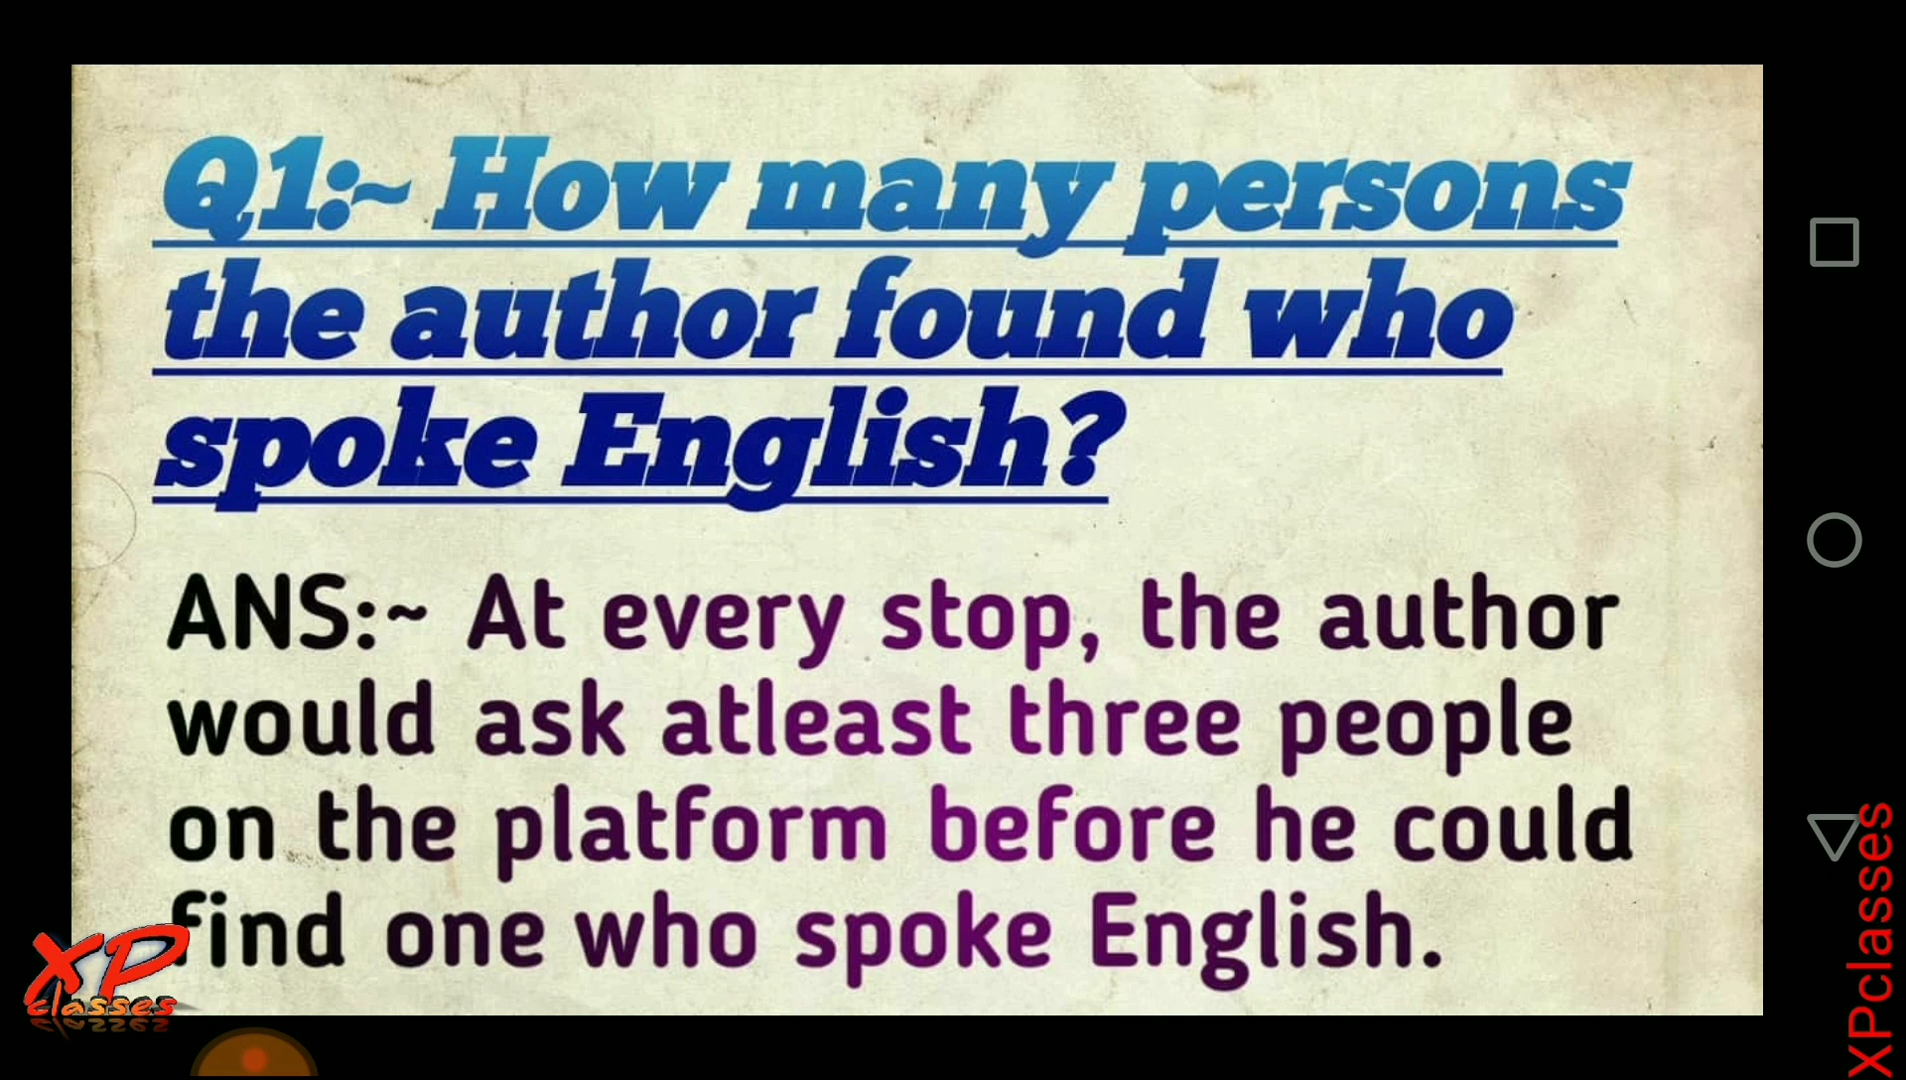 Q1:~ How many persons
the author found who
spoke English?
ANS:~ At every stop, the author
would ask atleast three people
on the platform before he could
find one who spoke English.
XP
classes
XPclasses